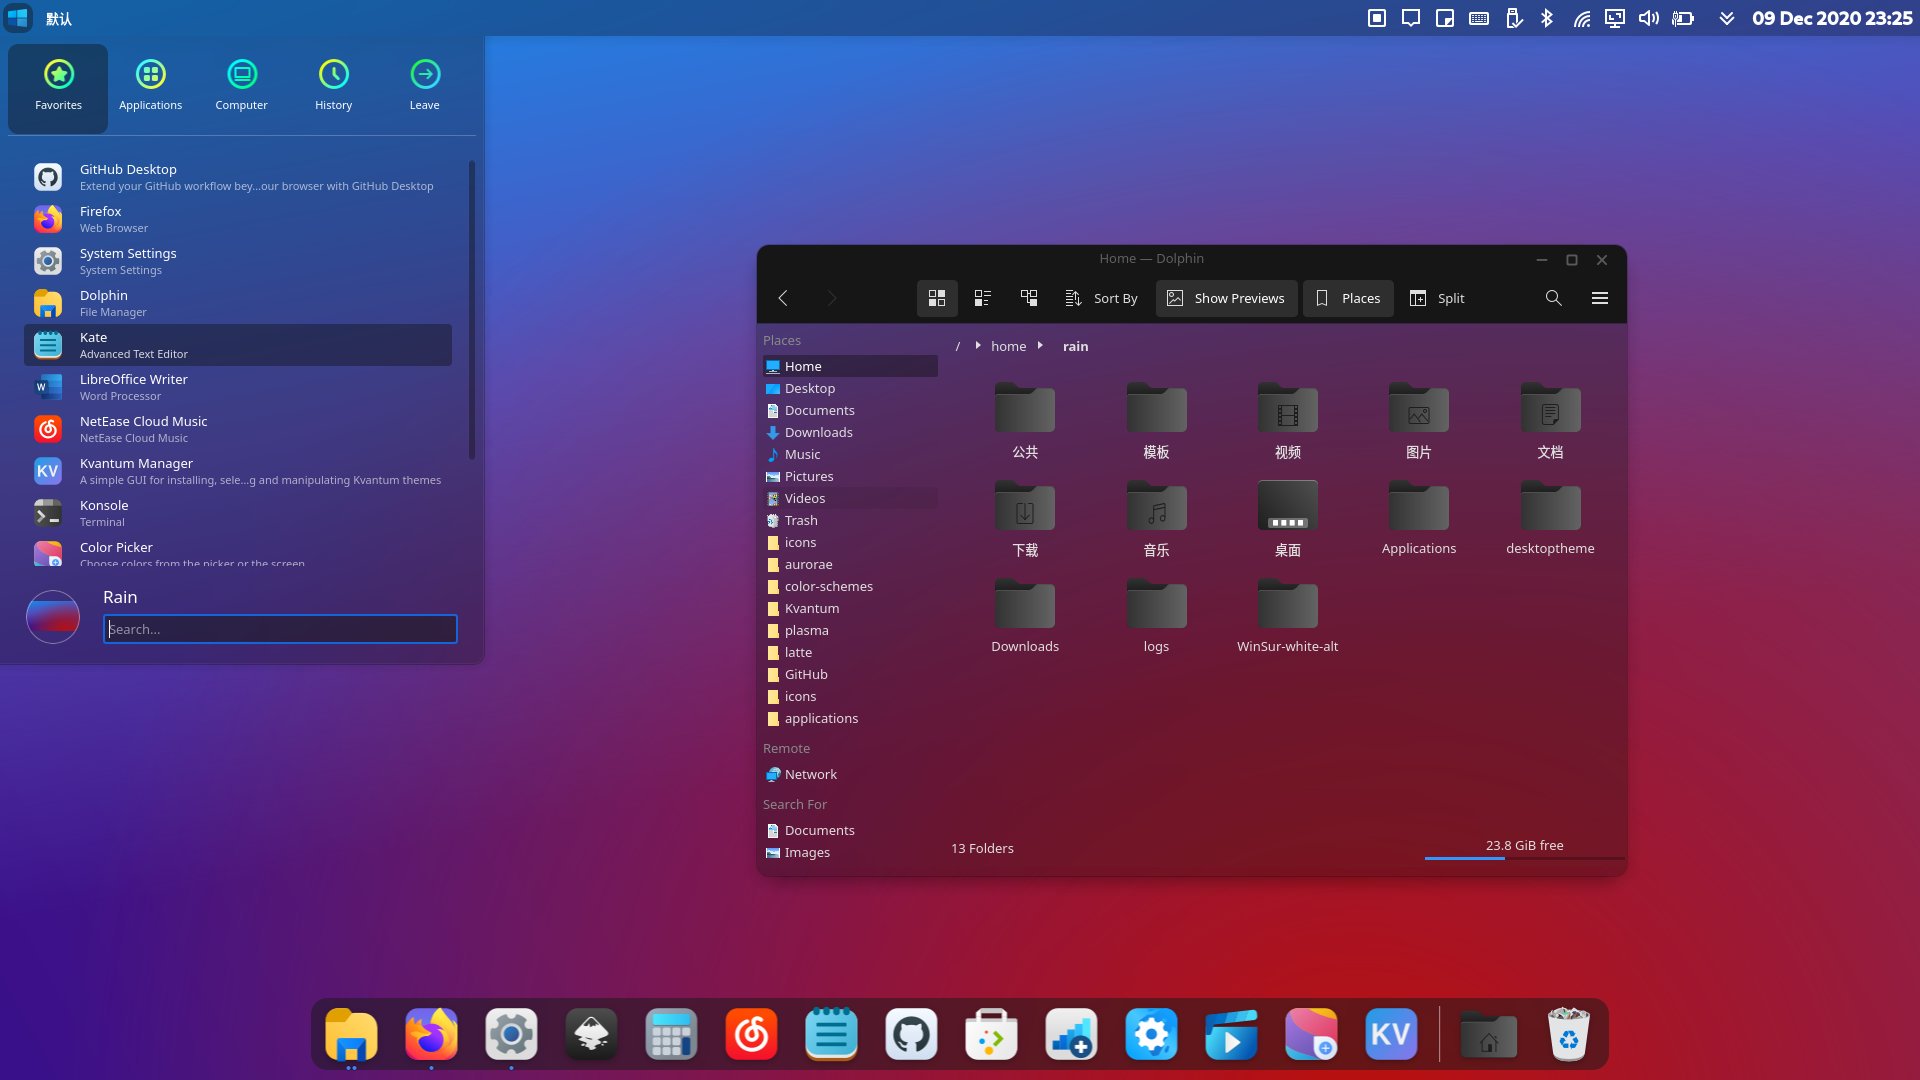 默认
09 Dec 2020 23:25
Favorites
Applications
Computer
History
Leave
GitHub Desktop
Extend your GitHub workflow bey...our browser with GitHub Desktop
Firefox
Web Browser
System Settings
System Settings
Dolphin
File Manager
Kate
Advanced Text Editor
W
LibreOffice Writer
Word Processor
NetEase Cloud Music
NetEase Cloud Music
KV
Kvantum Manager
A simple GUI for installing, sele...g and manipulating Kvantum themes
Konsole
Terminal
Color Picker
Choose colors from the picker or the screen
Rain
Search...
Home — Dolphin
Sort By
Show Previews
Places
Split
Places
Home
Desktop
Documents
Downloads
Music
Pictures
Videos
Trash
icons
aurorae
color-schemes
Kvantum
plasma
latte
GitHub
icons
applications
Remote
Network
Search For
Documents
Images
/ home rain
公共
模板
视频
图片
文档
下载
音乐
桌面
Applications
desktoptheme
Downloads
logs
WinSur-white-alt
13 Folders
23.8 GiB free
KV